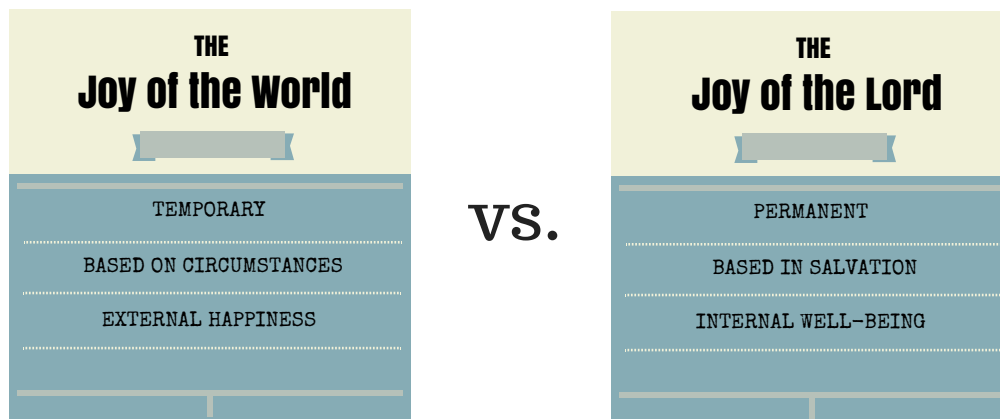 THE
Joy of the World
TEMPORARY
BASED ON CIRCUMSTANCES
EXTERNAL HAPPINESS
vs.
THE
Joy of the Lord
PERMANENT
BASED IN SALVATION
INTERNAL WELL-BEING